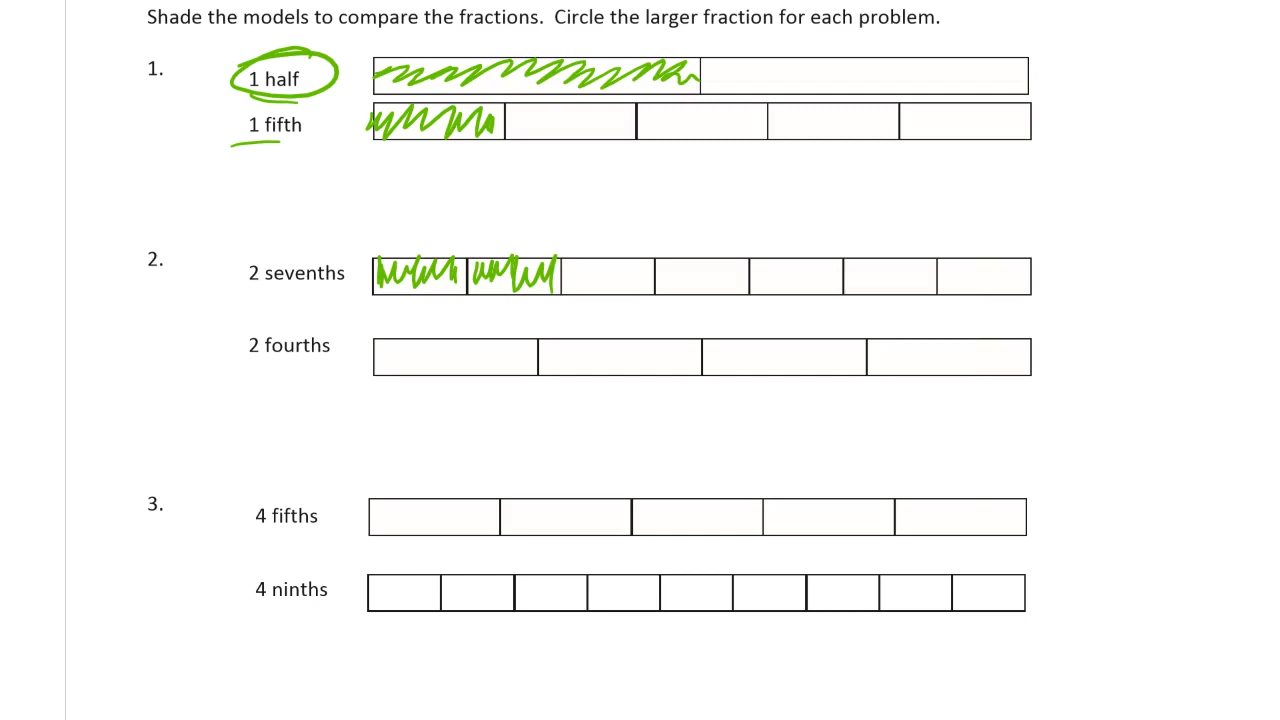 Shade the models to compare the fractions.  Circle the larger fraction for each problem.
1.
1 half
1 fifth
2.
2 sevenths
2 fourths
3.
4 fifths
4 ninths